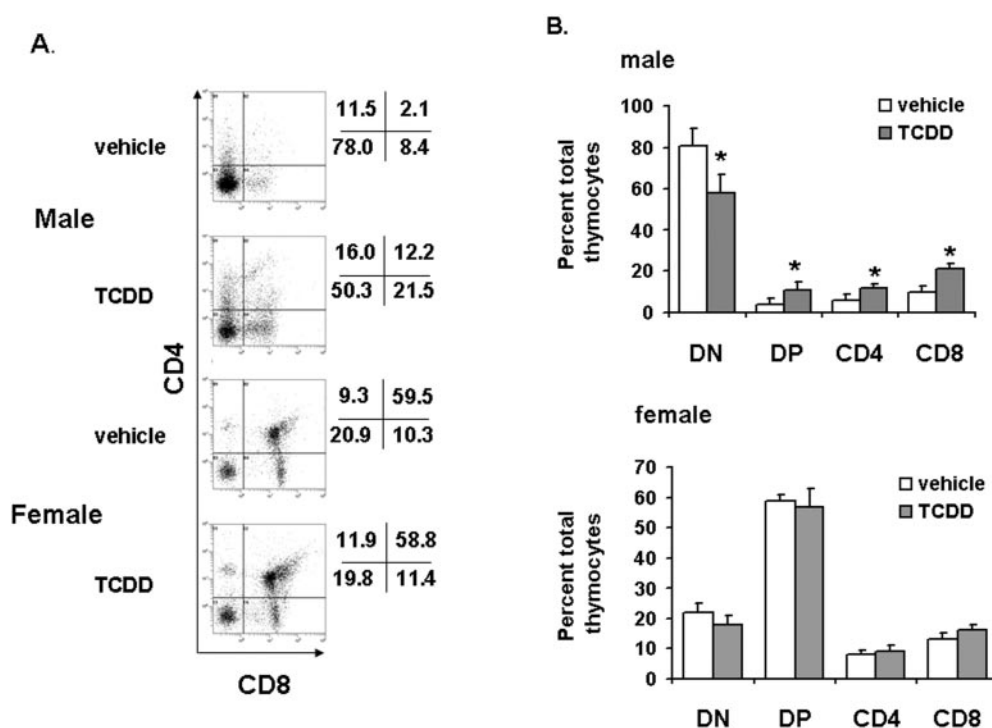 A.
vehicle
11.5 2.1
78.0 8.4
Male
TCDD
16.0 12.2
50.3 21.5
CD4
vehicle
9.3 59.5
20.9 10.3
Female
TCDD
11.9 58.8
19.8 11.4
CD8
B.
male
vehicle
TCDD
Percent total
thymocytes
100
80
60
40
20
0
* * * *
DN DP CD4 CD8
female
vehicle
TCDD
Percent total
thymocytes
70
60
50
40
30
20
10
0
DN DP CD4 CD8